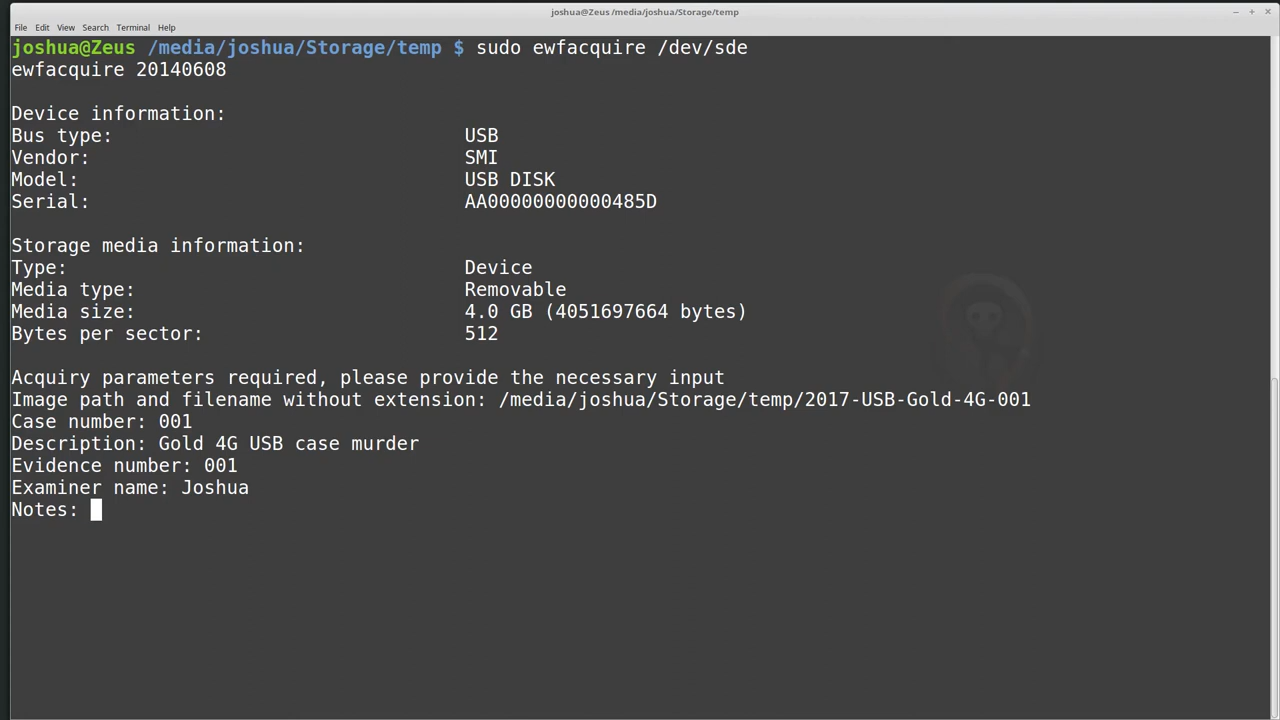 joshua@Zeus:/media/joshua/Storage/temp
File Edit View Search Terminal Help
joshua@Zeus /media/joshua/Storage/temp $ sudo ewfacquire /dev/sde
ewfacquire 20140608
Device information:
Bus type: USB
Vendor: SMI
Model: USB DISK
Serial: AA00000000000485D
Storage media information:
Type: Device
Media type: Removable
Media size: 4.0 GB (4051697664 bytes)
Bytes per sector: 512
Acquiry parameters required, please provide the necessary input
Image path and filename without extension: /media/joshua/Storage/temp/2017-USB-Gold-4G-001
Case number: 001
Description: Gold 4G USB case murder
Evidence number: 001
Examiner name: Joshua
Notes: